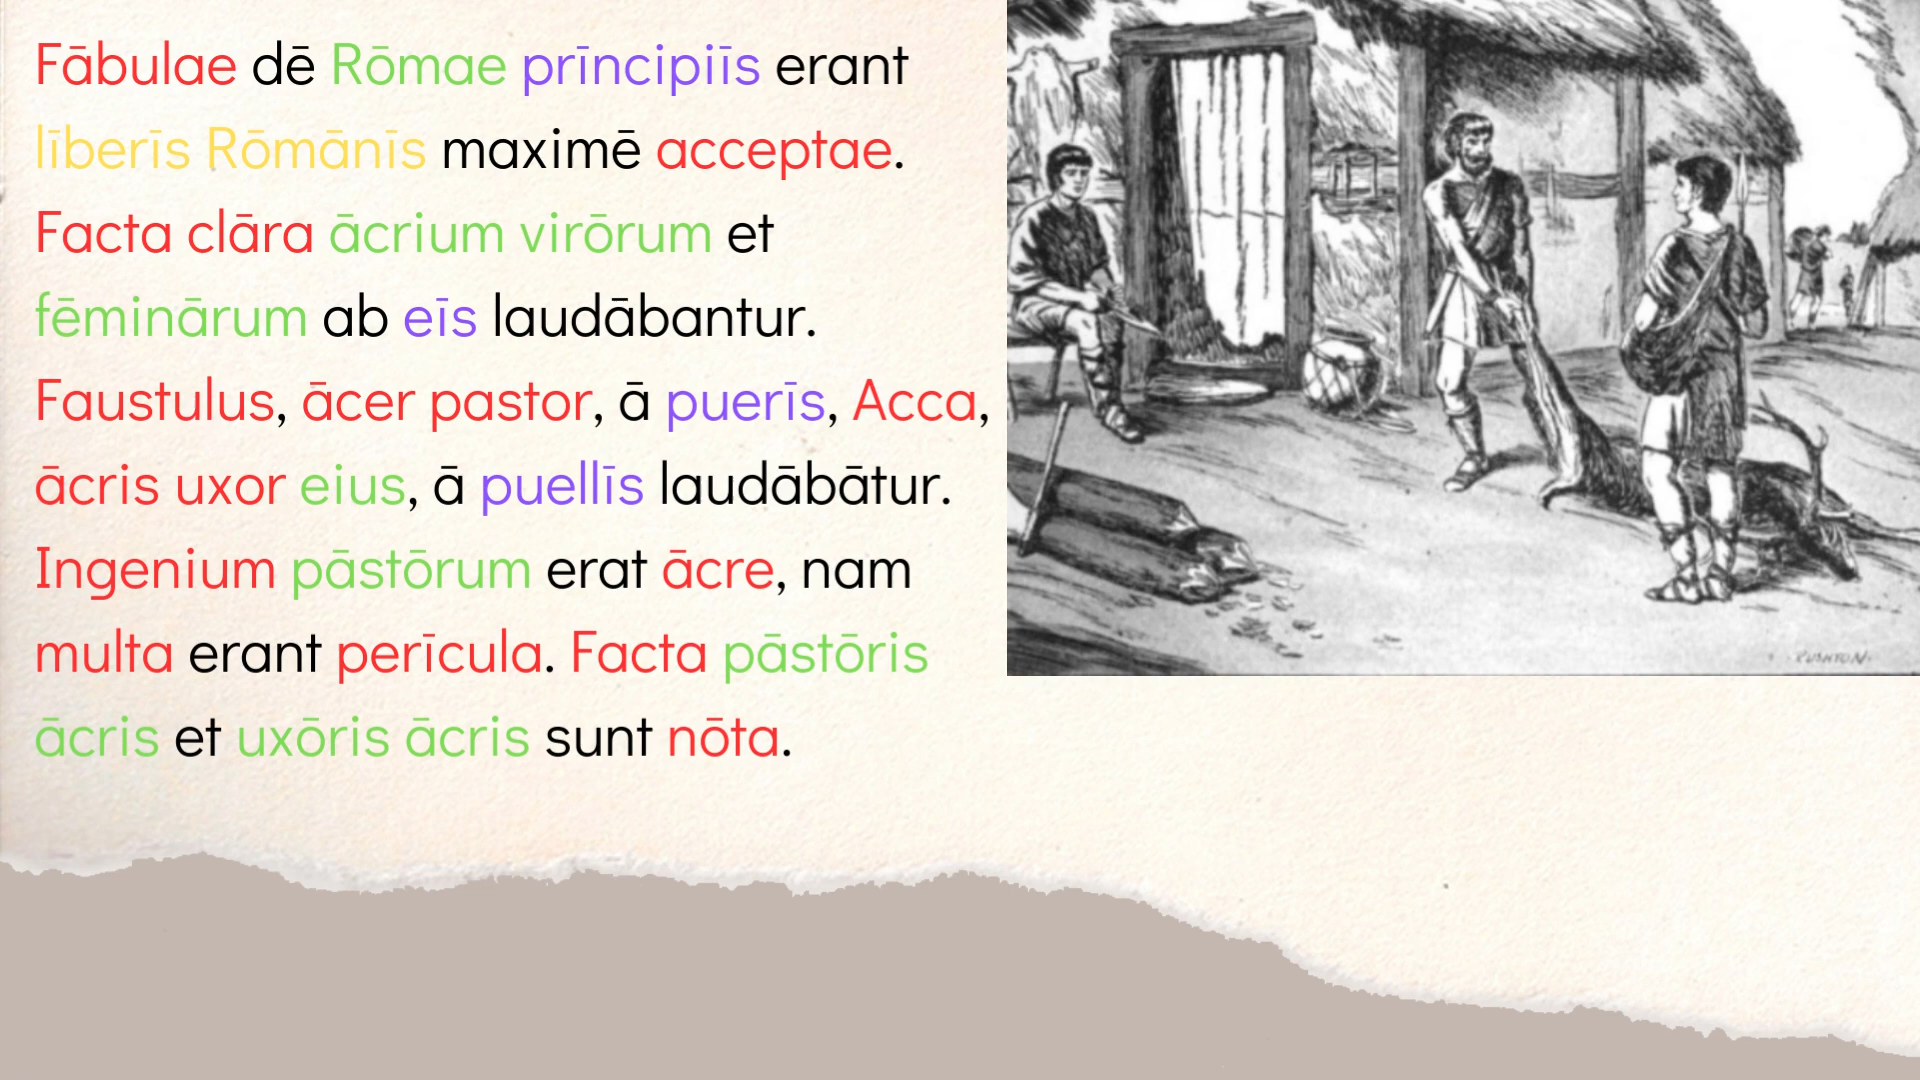 Fābulae dē Rōmae prīncipiīs erant
līberīs Rōmānīs maximē acceptae.
Facta clāra ācrium virōrum et
fēminārum ab eīs laudābantur.
Faustulus, ācer pastor, ā puerīs, Acca,
ācris uxor eius, ā puellīs laudābātur.
Ingenium pāstōrum erat ācre, nam
multa erant perīcula. Facta pāstōris
ācris et uxōris ācris sunt nōta.
RUSHTON